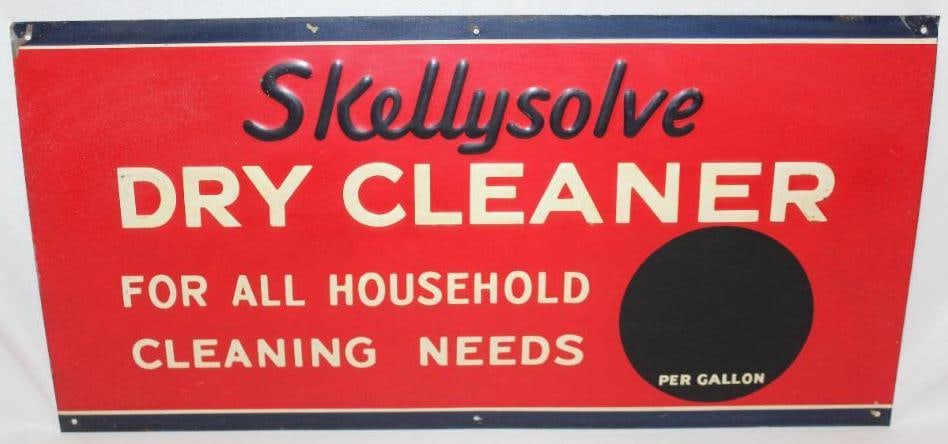 Skellysolve
DRY CLEANER
FOR ALL HOUSEHOLD
CLEANING NEEDS
PER GALLON